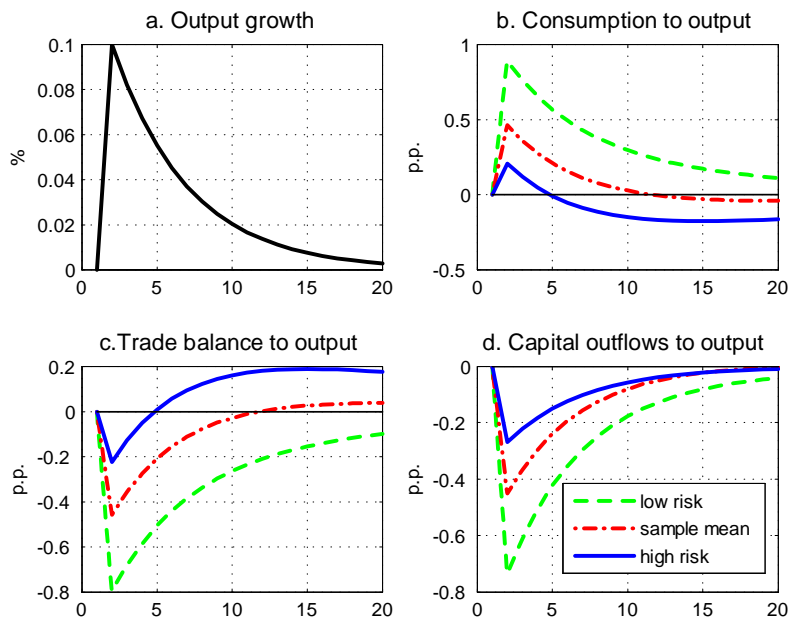 a. Output growth
0.1
0.08
0.06
0.04
0.02
0
%
0 5 10 15 20
b. Consumption to output
1
0.5
0
-0.5
p.p.
0 5 10 15 20
c.Trade balance to output
0.2
0
-0.2
-0.4
-0.6
-0.8
p.p.
0 5 10 15 20
d. Capital outflows to output
0
-0.2
-0.4
-0.6
-0.8
p.p.
low risk
sample mean
high risk
0 5 10 15 20